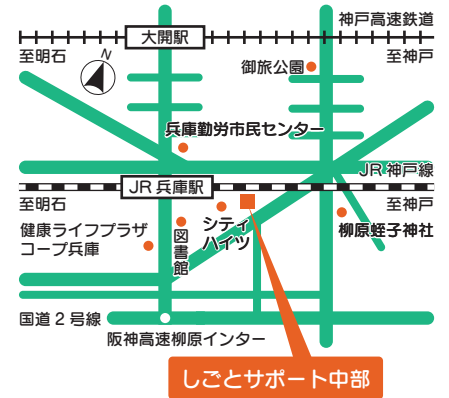 神戸高速鉄道
大開駅
至明石
至神戸
N
御旅公園
兵庫勤労市民センター
JR 神戸線
JR 兵庫駅
至明石
至神戸
シティ
ハイツ
柳原蛭子神社
健康ライフプラザ
コープ兵庫
図書館
国道 2 号線
阪神高速柳原インター
しごとサポート中部